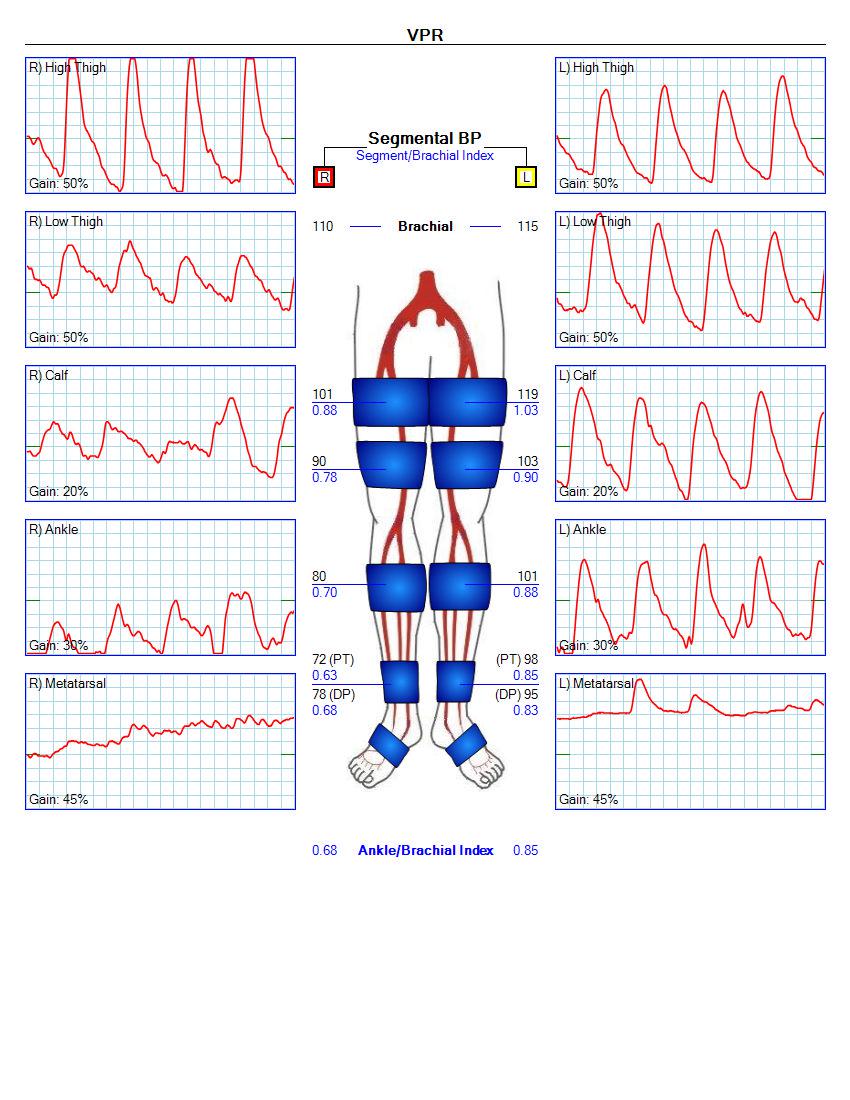 VPR
R) High Thigh
Gain: 50%
R) Low Thigh
Gain: 50%
R) Calf
Gain: 20%
R) Ankle
Gain: 30%
R) Metatarsal
Gain: 45%
Segmental BP
Segment/Brachial Index
R L
110 Brachial 115
101 119
0.88 1.03
90 103
0.78 0.90
80 101
0.70 0.88
72 (PT) (PT) 98
0.63 0.85
78 (DP) (DP) 95
0.68 0.83
0.68 Ankle/Brachial Index 0.85
L) High Thigh
Gain: 50%
L) Low Thigh
Gain: 50%
L) Calf
Gain: 20%
L) Ankle
Gain: 30%
L) Metatarsal
Gain: 45%